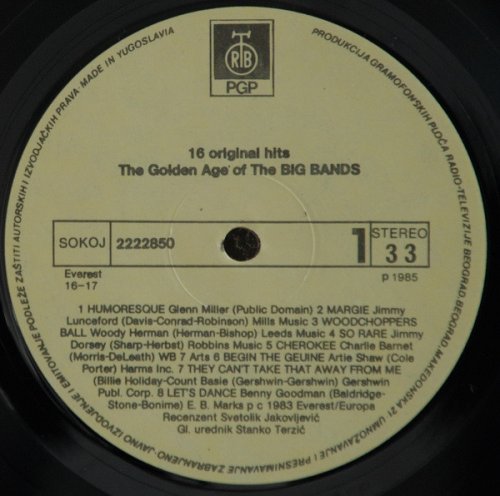 RTB
PGP
16 original hits
The Golden Age of The BIG BANDS
SOKOJ 2222850 1 STEREO 33
Everest
16-17
p 1985
1 HUMORESQUE Glenn Miller (Public Domain) 2 MARGIE Jimmy
Lunceford (Davis-Conrad-Robinson) Mills Music 3 WOODCHOPPERS
BALL Woody Herman (Herman-Bishop) Leeds Music 4 SO RARE Jimmy
Dorsey (Sharp-Herbst) Robbins Music 5 CHEROKEE Charlie Barnet
(Morris-DeLeath) WB 7 Arts 6 BEGIN THE GEUINE Artie Shaw (Cole
Porter) Harms Inc. 7 THEY CAN'T TAKE THAT AWAY FROM ME
(Billie Holiday-Count Basie (Gershwin-Gershwin) Gershwin
Publ. Corp. 8 LET'S DANCE Benny Goodman (Baldridge-
Stone-Bonime) E. B. Marks p c 1983 Everest/Europa
Recenzent Svetolik Jakovljević
Gl. urednik Stanko Terzić
PRODUKCIJA GRAMOFONSKIH PLOČA RADIO-TELEVIZIJE BEOGRAD, BEOGRAD, MAKEDONSKA 21. UMNOŽAVANJE I PRESNIMAVANJE ZABRANJENO. JAVNO IZVODJENJE I EMITOVANJE PODLEŽE ZAŠTITI AUTORSKIH I IZVODJAČKIH PRAVA MADE IN YUGOSLAVIA